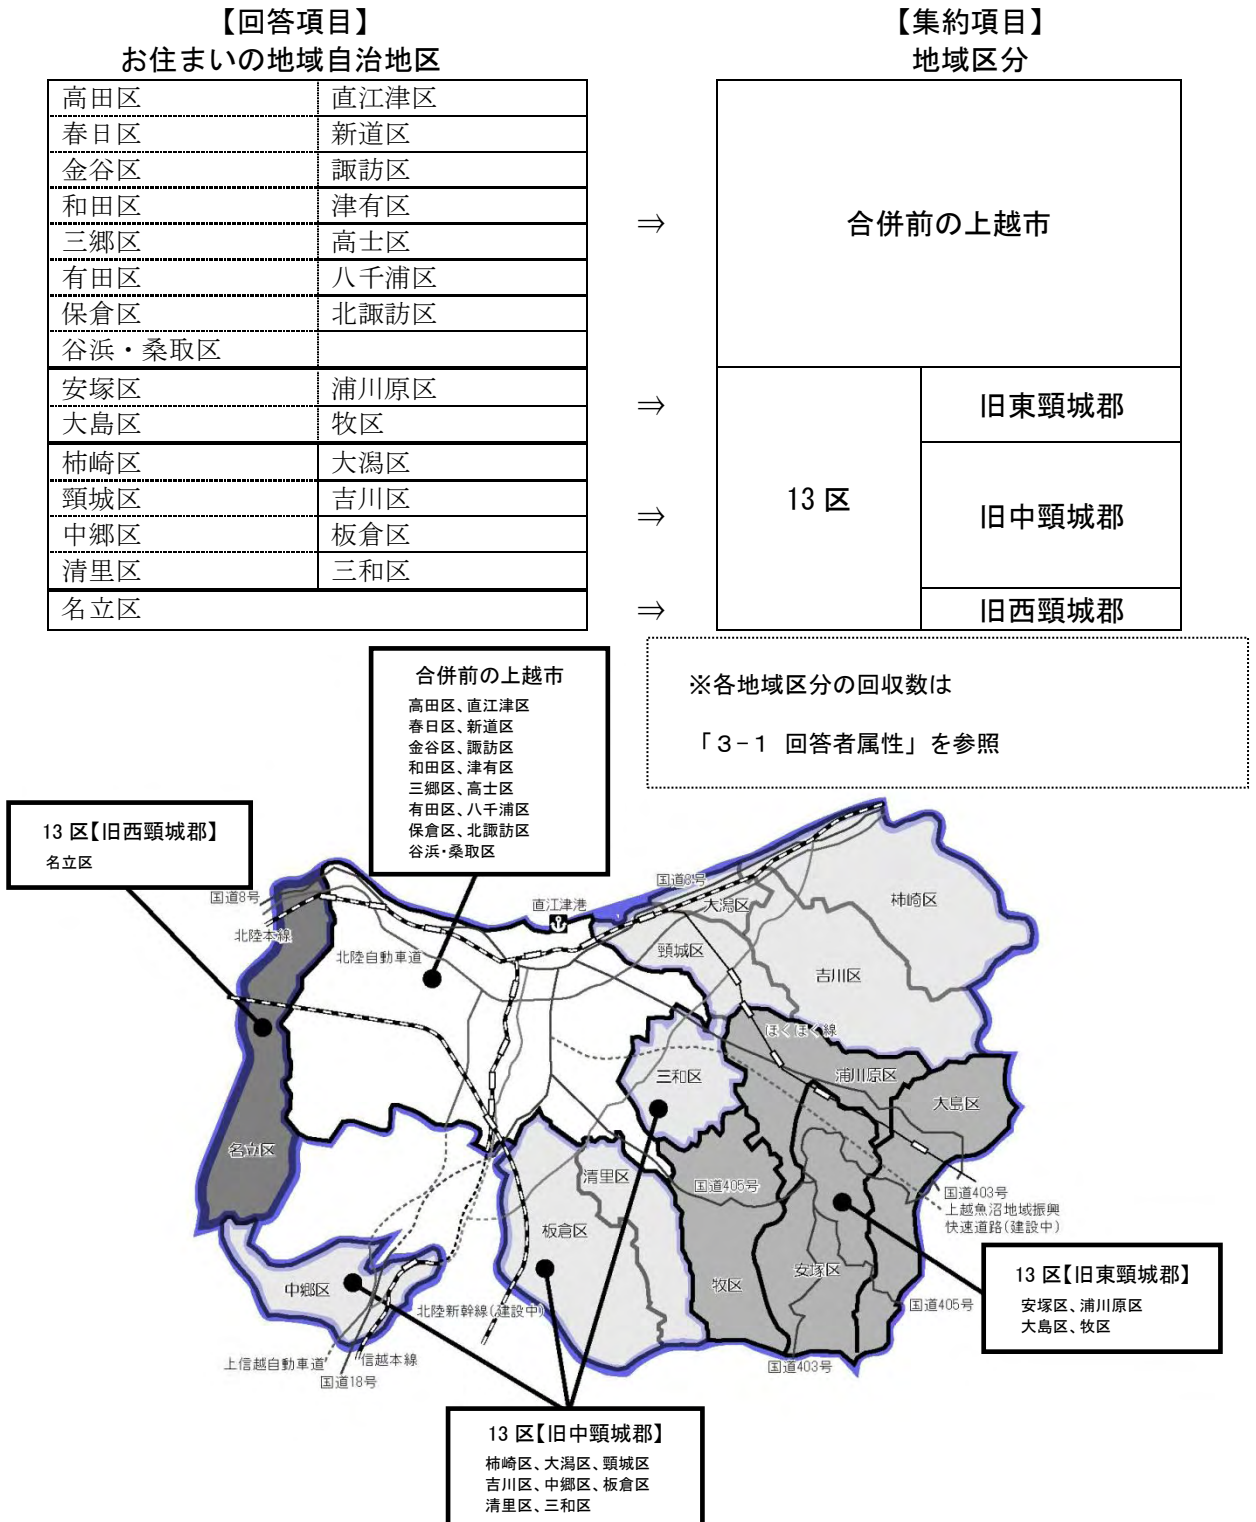 【回答項目】
お住まいの地域自治地区
【集約項目】
地域区分
高田区 直江津区
春日区 新道区
金谷区 諏訪区
和田区 津有区
三郷区 高士区
有田区 八千浦区
保倉区 北諏訪区
谷浜・桑取区
⇒
合併前の上越市
安塚区 浦川原区
大島区 牧区
⇒
旧東頸城郡
柿崎区 大潟区
頸城区 吉川区
中郷区 板倉区
清里区 三和区
⇒
13 区
旧中頸城郡
名立区
⇒
旧西頸城郡
合併前の上越市
高田区、直江津区
春日区、新道区
金谷区、諏訪区
和田区、津有区
三郷区、高士区
有田区、八千浦区
保倉区、北諏訪区
谷浜・桑取区
※各地域区分の回収数は
「3-1 回答者属性」を参照
13 区【旧西頸城郡】
名立区
国道8号
北陸本線
北陸自動車道
直江津港
国道8号
大潟区
柿崎区
頸城区
吉川区
ほくほく線
三和区
浦川原区
大島区
名立区
清里区
国道405号
国道403号
上越魚沼地域振興
快速道路(建設中)
板倉区
中郷区
牧区
安塚区
北陸新幹線(建設中)
国道405号
上信越自動車道
信越本線
国道18号
国道403号
13 区【旧東頸城郡】
安塚区、浦川原区
大島区、牧区
13 区【旧中頸城郡】
柿崎区、大潟区、頸城区
吉川区、中郷区、板倉区
清里区、三和区